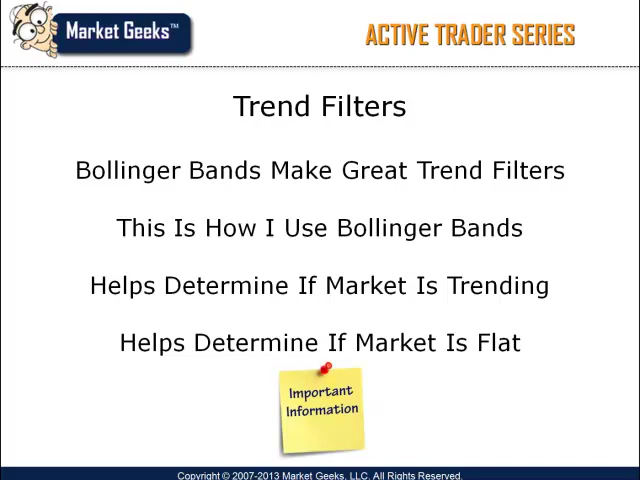 Market Geeks™
ACTIVE TRADER SERIES
Trend Filters
Bollinger Bands Make Great Trend Filters
This Is How I Use Bollinger Bands
Helps Determine If Market Is Trending
Helps Determine If Market Is Flat
Important
Information
Copyright © 2007-2013 Market Geeks, LLC. All Rights Reserved.